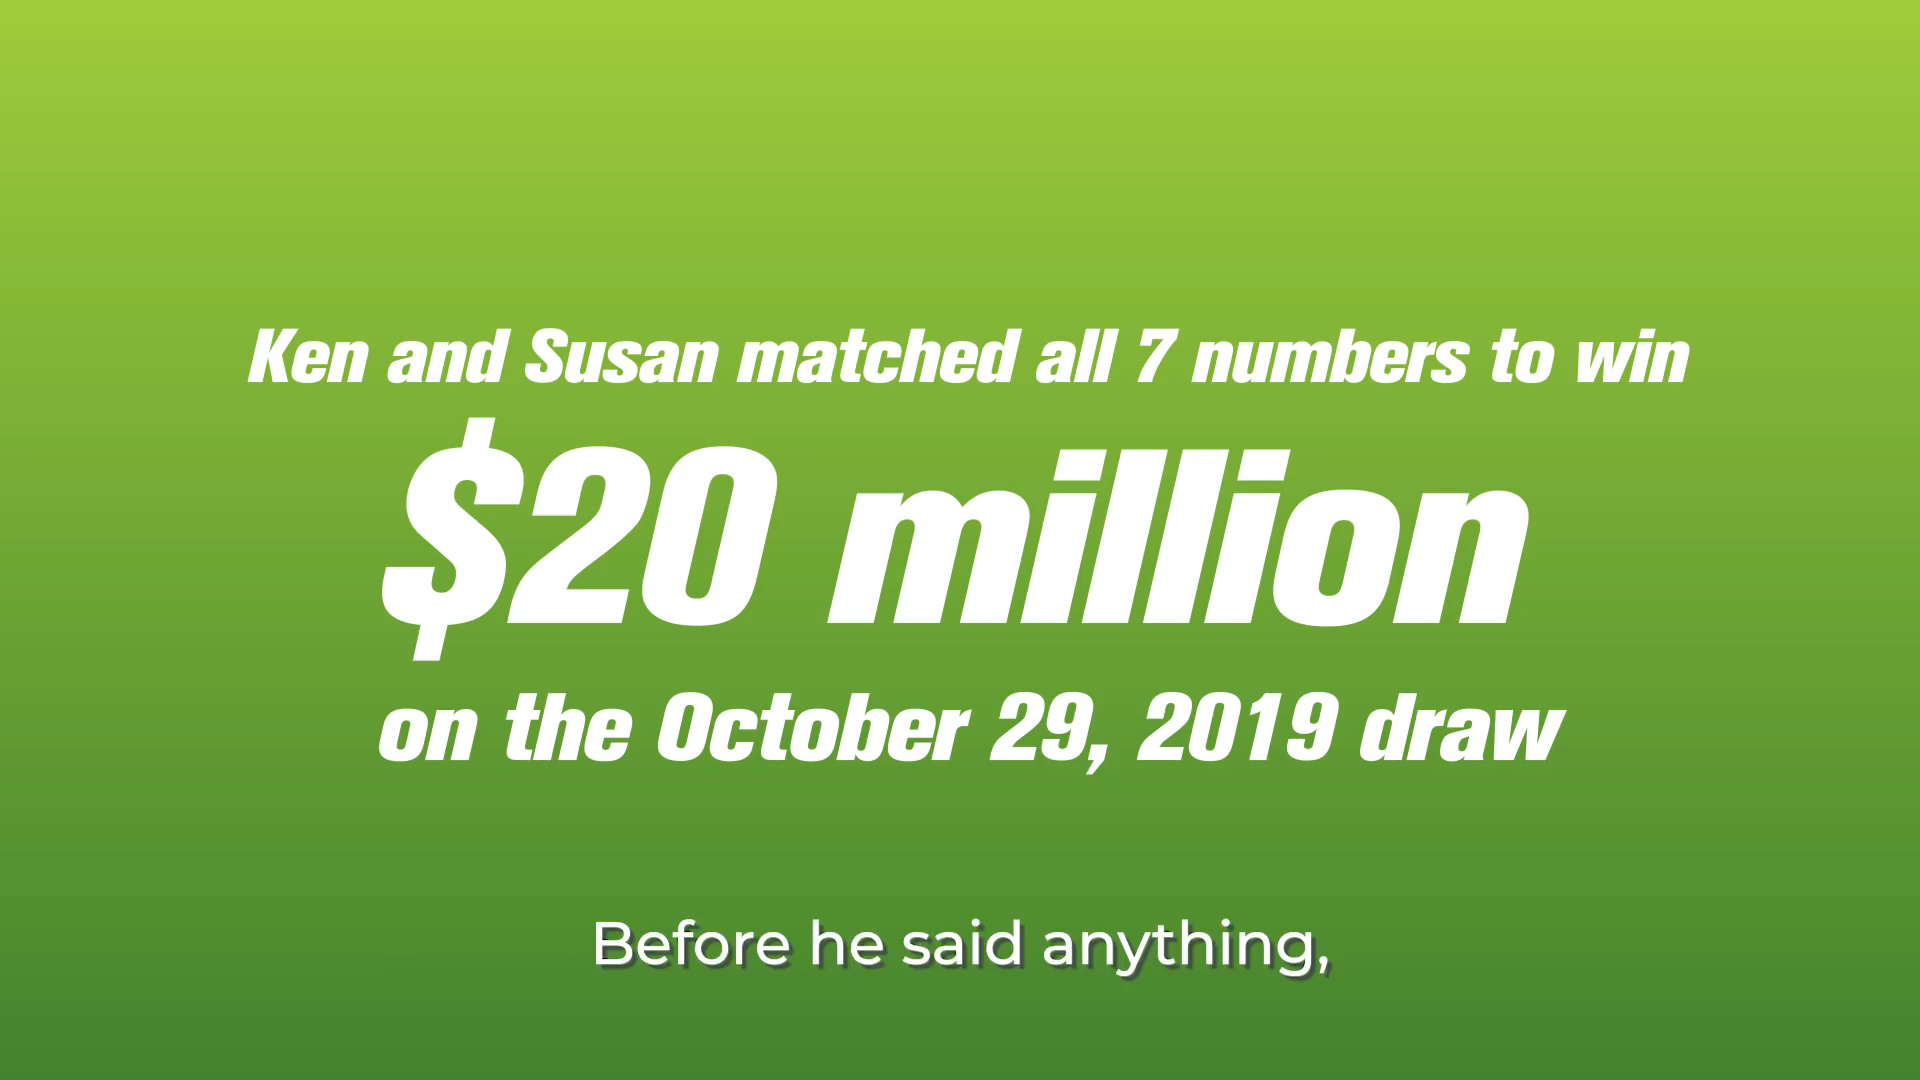 Ken and Susan matched all 7 numbers to win
$20 million
on the October 29, 2019 draw
Before he said anything,